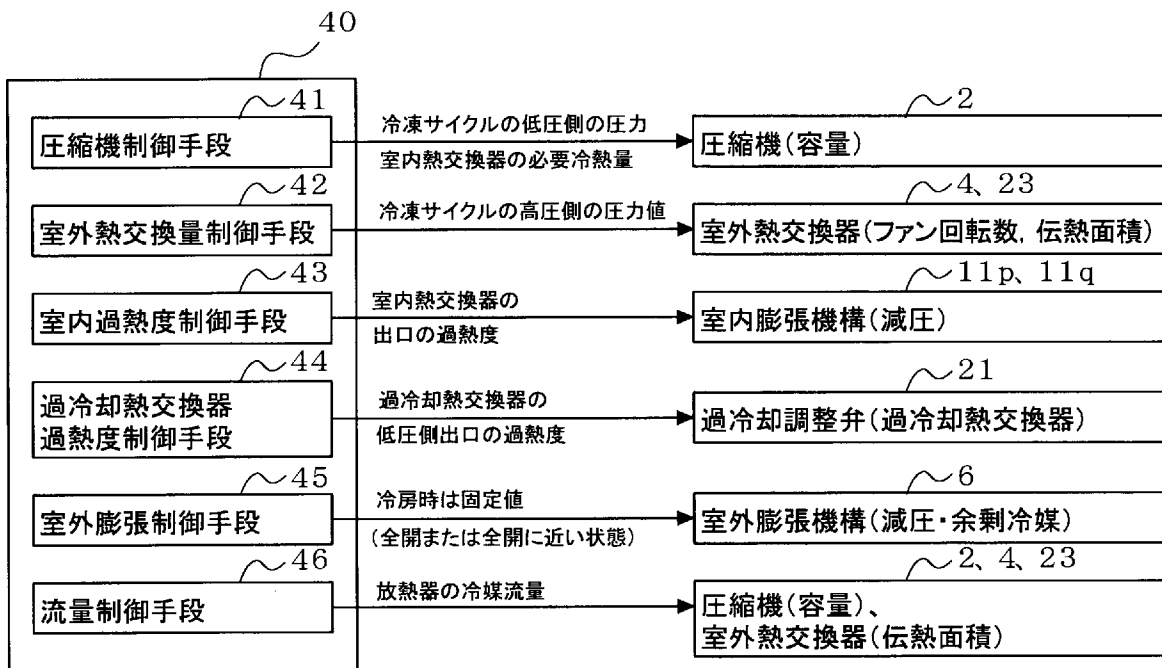 40
41
圧縮機制御手段
冷凍サイクルの低圧側の圧力
室内熱交換器の必要冷熱量
2
圧縮機(容量)
42
室外熱交換量制御手段
冷凍サイクルの高圧側の圧力値
4、23
室外熱交換器(ファン回転数, 伝熱面積)
43
室内過熱度制御手段
室内熱交換器の
出口の過熱度
11p、11q
室内膨張機構(減圧)
44
過冷却熱交換器
過熱度制御手段
過冷却熱交換器の
低圧側出口の過熱度
21
過冷却調整弁(過冷却熱交換器)
45
室外膨張制御手段
冷房時は固定値
(全開または全開に近い状態)
6
室外膨張機構(減圧・余剰冷媒)
46
流量制御手段
放熱器の冷媒流量
2、4、23
圧縮機(容量)、
室外熱交換器(伝熱面積)